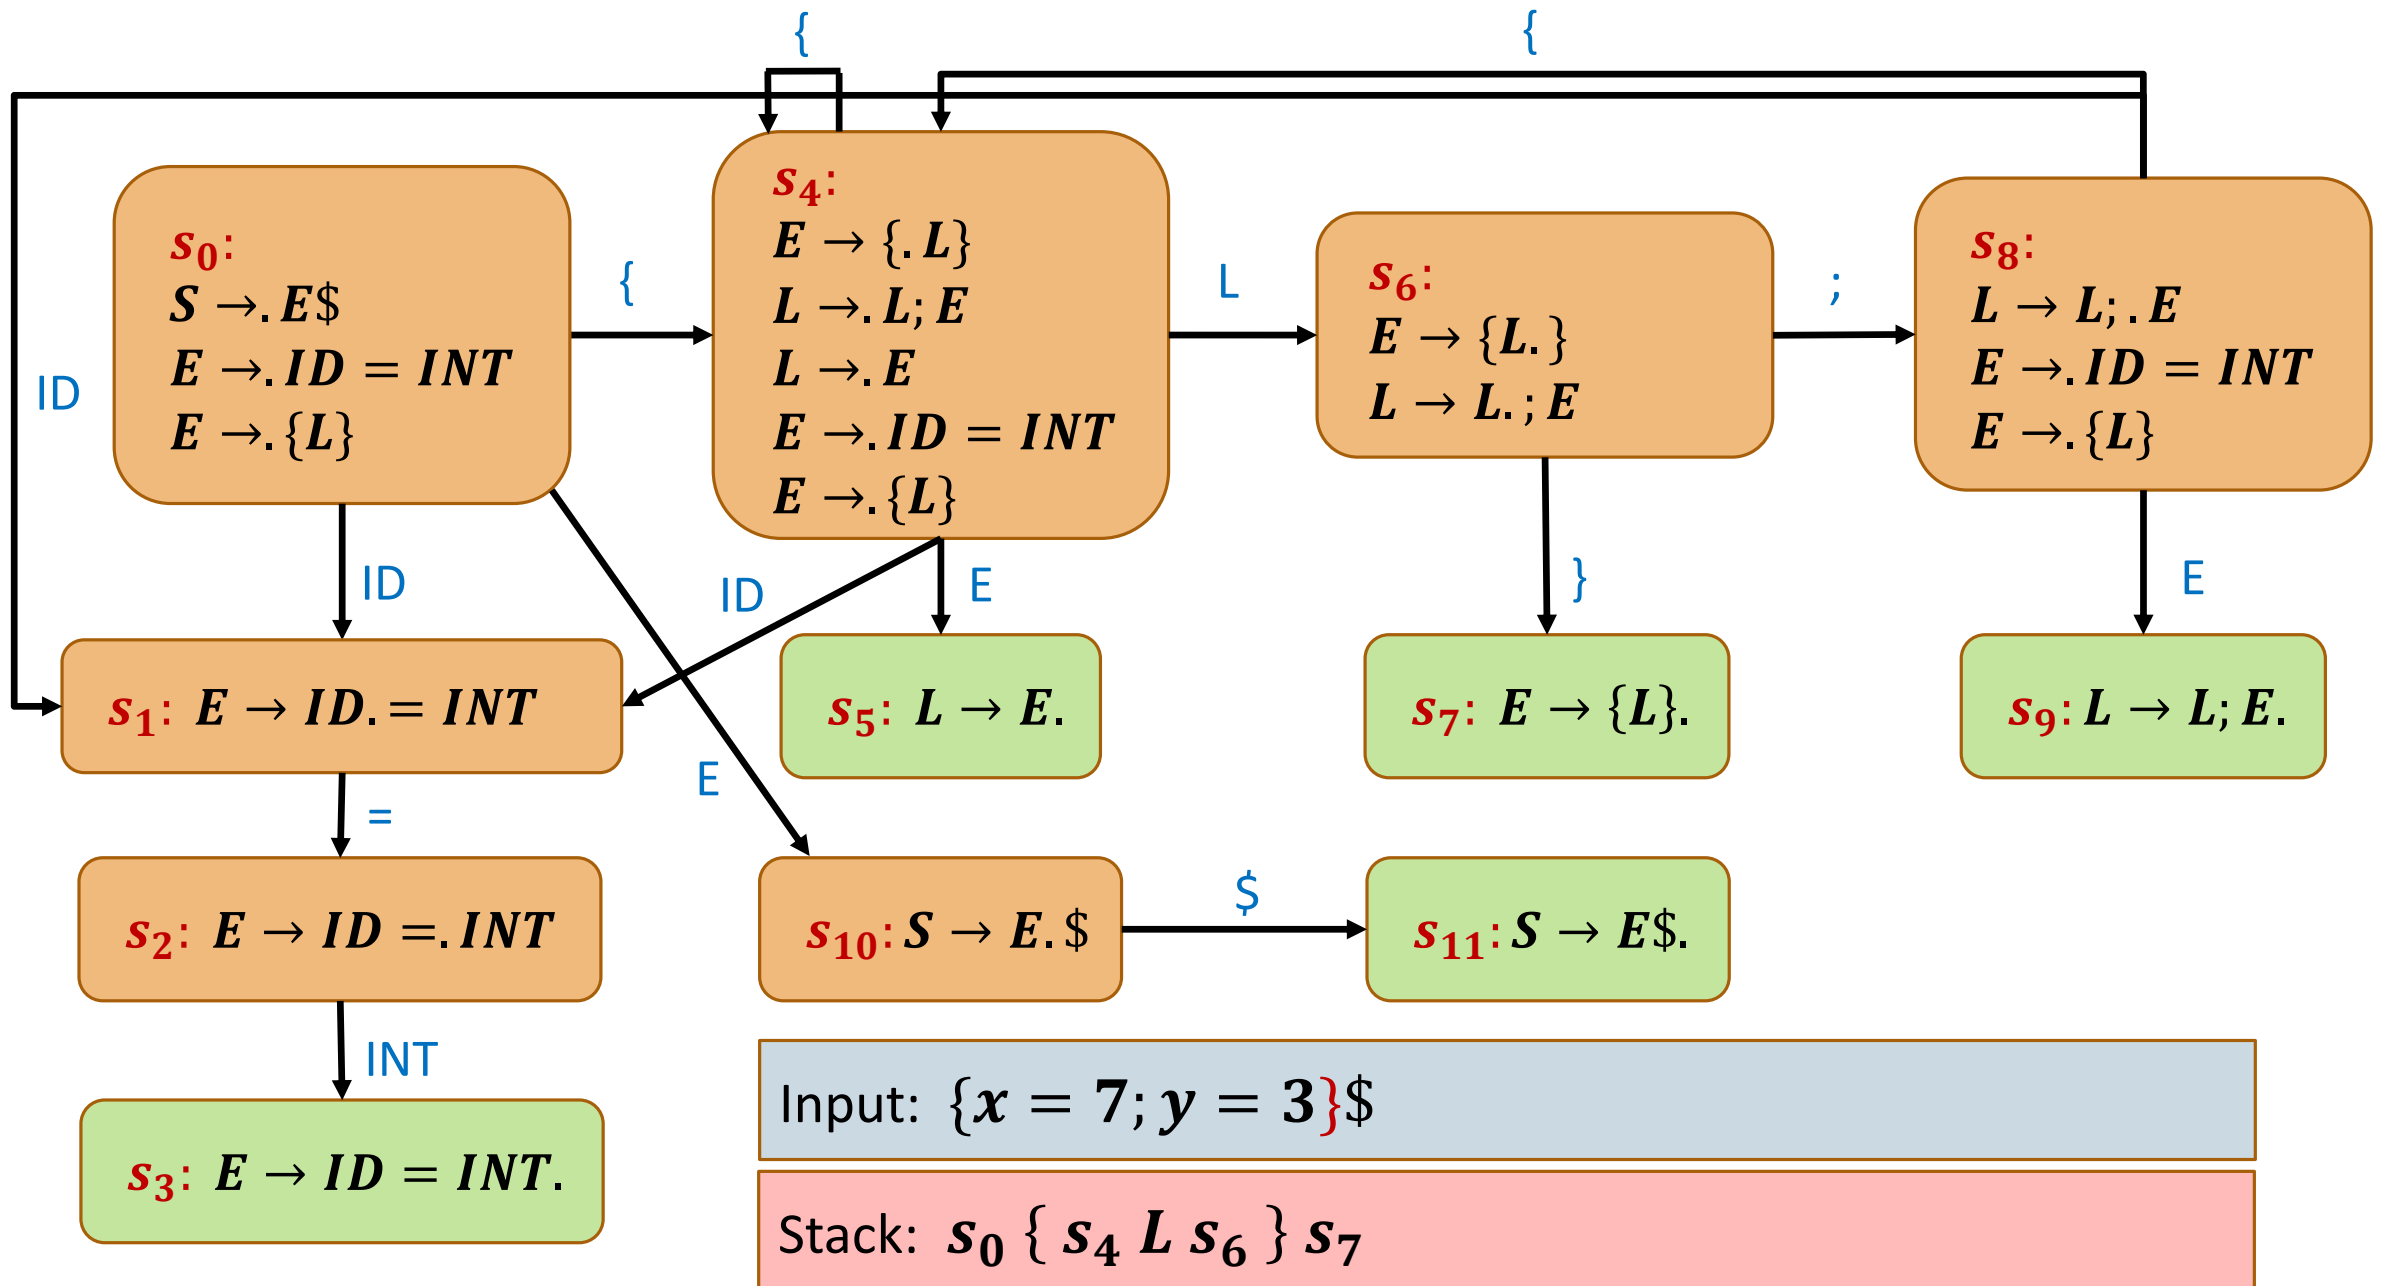 {
{
s₀:
S → . E$
E → . ID = INT
E → . {L}
{
s₄:
E → {. L}
L → . L; E
L → . E
E → . ID = INT
E → . {L}
L
s₆:
E → {L. }
L → L. ; E
;
s₈:
L → L; . E
E → . ID = INT
E → . {L}
ID
ID
ID
E
}
E
s₁: E → ID. = INT
s₅: L → E.
s₇: E → {L}.
s₉: L → L; E.
E
=
s₂: E → ID =. INT
s₁₀: S → E. $
$
s₁₁: S → E$.
INT
s₃: E → ID = INT.
Input: {x = 7; y = 3}$
Stack: s₀ { s₄ L s₆ } s₇